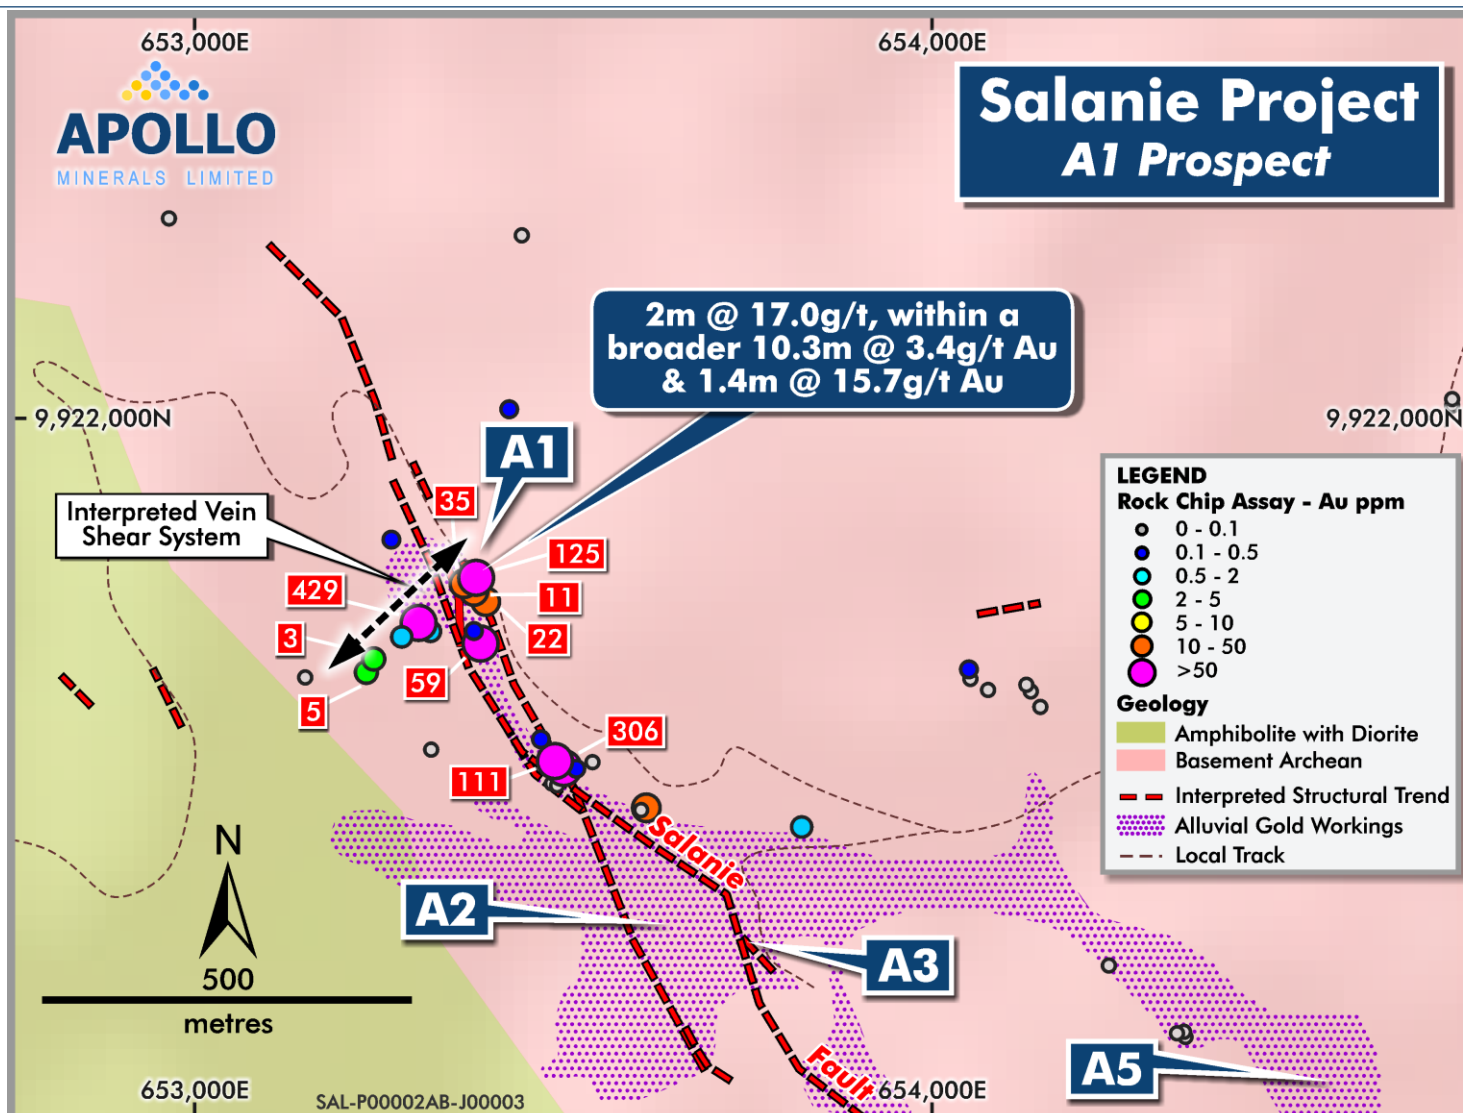 653,000E
654,000E
APOLLO
MINERALS LIMITED
Salanie Project
A1 Prospect
2m @ 17.0g/t, within a
broader 10.3m @ 3.4g/t Au
& 1.4m @ 15.7g/t Au
9,922,000N
9,922,000N
A1
LEGEND
Rock Chip Assay - Au ppm
0 - 0.1
0.1 - 0.5
0.5 - 2
2 - 5
5 - 10
10 - 50
>50
Geology
Amphibolite with Diorite
Basement Archean
Interpreted Structural Trend
Alluvial Gold Workings
Local Track
Interpreted Vein
Shear System
35
125
429
11
3
22
59
5
306
111
Salanie
Fault
N
500
metres
A2
A3
A5
653,000E
654,000E
SAL-P00002AB-J00003